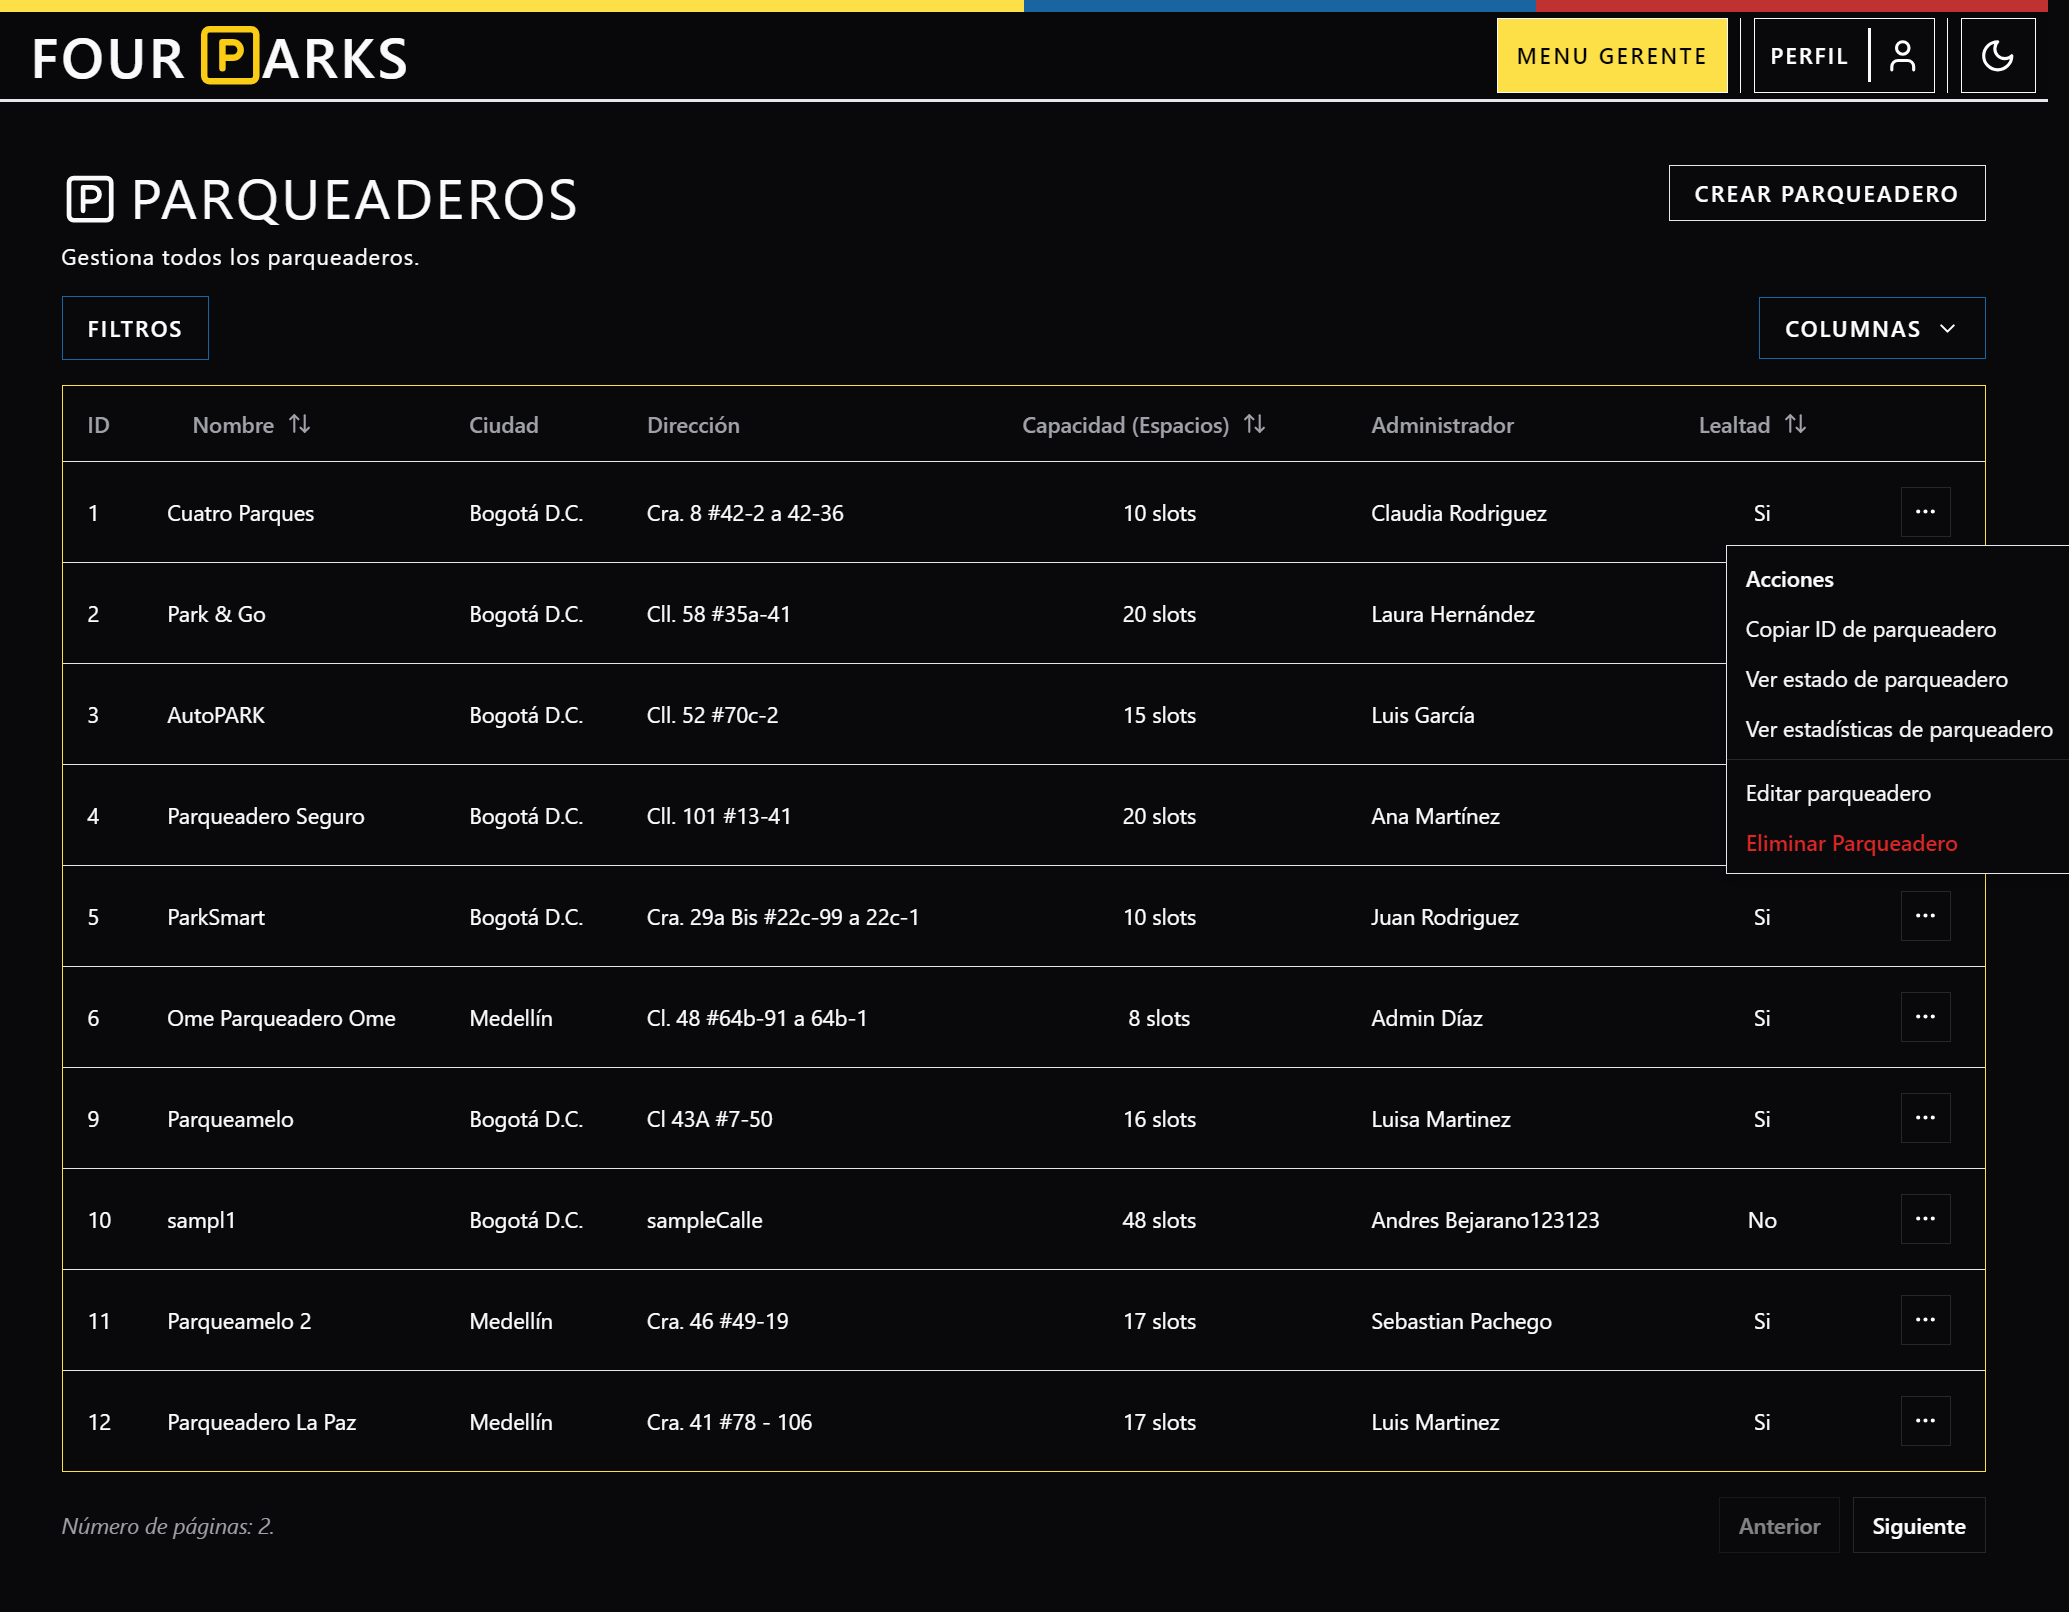 FOUR PARKS
MENU GERENTE
PERFIL
PARQUEADEROS
CREAR PARQUEADERO
Gestiona todos los parqueaderos.
FILTROS
COLUMNAS
ID Nombre Ciudad Dirección Capacidad (Espacios) Administrador Lealtad
1 Cuatro Parques Bogotá D.C. Cra. 8 #42-2 a 42-36 10 slots Claudia Rodriguez Si ...
2 Park & Go Bogotá D.C. Cll. 58 #35a-41 20 slots Laura Hernández
3 AutoPARK Bogotá D.C. Cll. 52 #70c-2 15 slots Luis García
4 Parqueadero Seguro Bogotá D.C. Cll. 101 #13-41 20 slots Ana Martínez
Acciones
Copiar ID de parqueadero
Ver estado de parqueadero
Ver estadísticas de parqueadero
Editar parqueadero
Eliminar Parqueadero
5 ParkSmart Bogotá D.C. Cra. 29a Bis #22c-99 a 22c-1 10 slots Juan Rodriguez Si ...
6 Ome Parqueadero Ome Medellín Cl. 48 #64b-91 a 64b-1 8 slots Admin Díaz Si ...
9 Parqueamelo Bogotá D.C. Cl 43A #7-50 16 slots Luisa Martinez Si ...
10 sampl1 Bogotá D.C. sampleCalle 48 slots Andres Bejarano123123 No ...
11 Parqueamelo 2 Medellín Cra. 46 #49-19 17 slots Sebastian Pachego Si ...
12 Parqueadero La Paz Medellín Cra. 41 #78 - 106 17 slots Luis Martinez Si ...
Número de páginas: 2.
Anterior
Siguiente